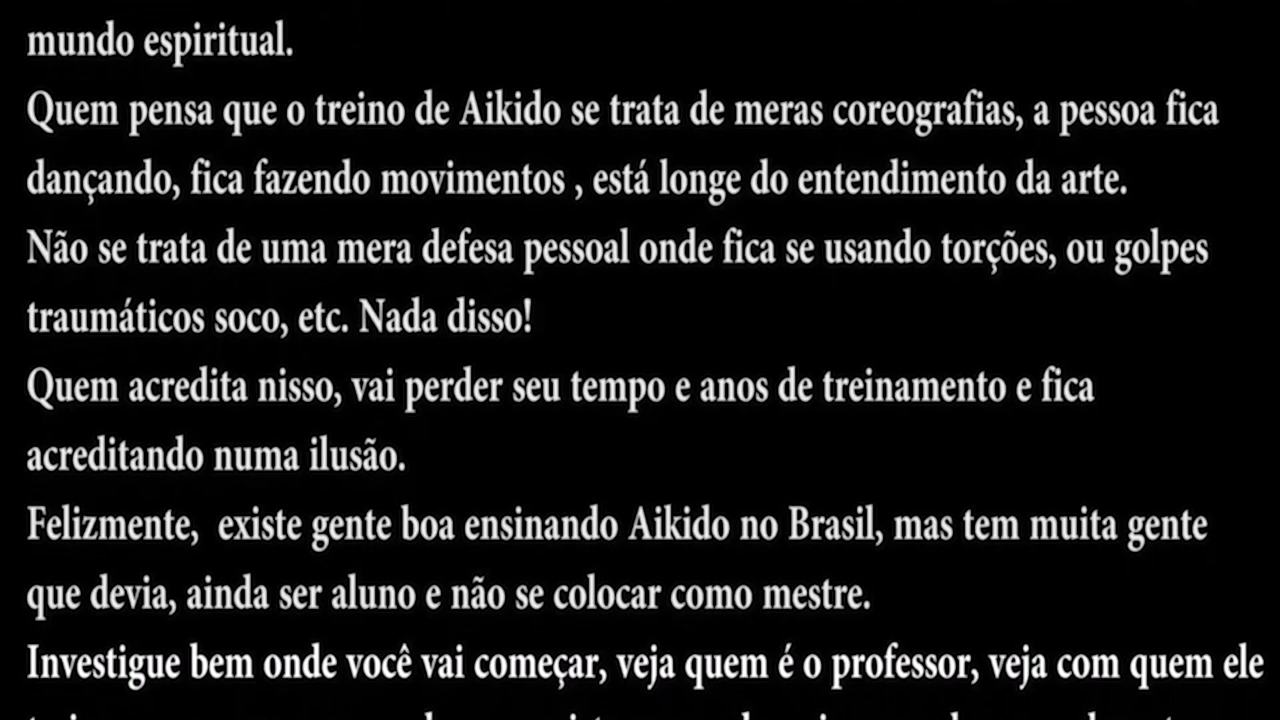 mundo espiritual.
Quem pensa que o treino de Aikido se trata de meras coreografias, a pessoa fica
dançando, fica fazendo movimentos , está longe do entendimento da arte.
Não se trata de uma mera defesa pessoal onde fica se usando torções, ou golpes
traumáticos soco, etc. Nada disso!
Quem acredita nisso, vai perder seu tempo e anos de treinamento e fica
acreditando numa ilusão.
Felizmente,  existe gente boa ensinando Aikido no Brasil, mas tem muita gente
que devia, ainda ser aluno e não se colocar como mestre.
Investigue bem onde você vai começar, veja quem é o professor, veja com quem ele